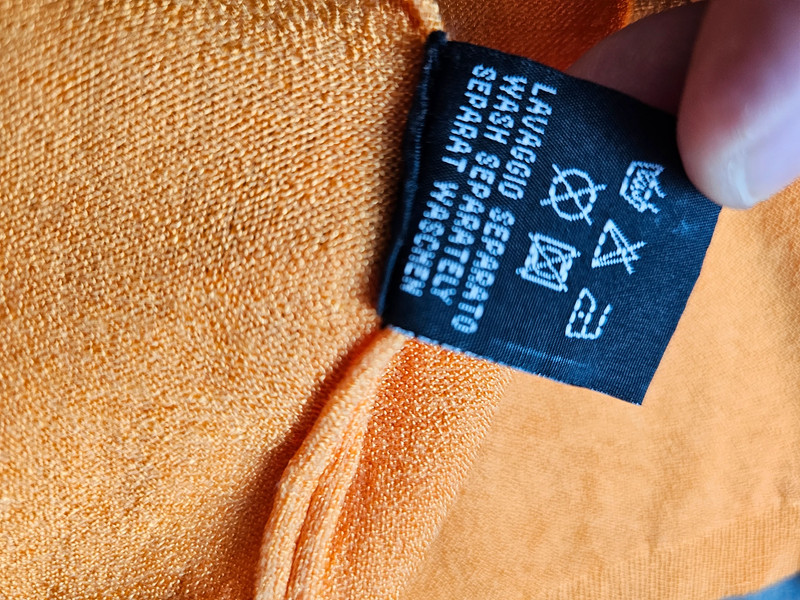 LAVAGGIO SEPARATO
WASH SEPARATELY
SEPARAT WASCHEN